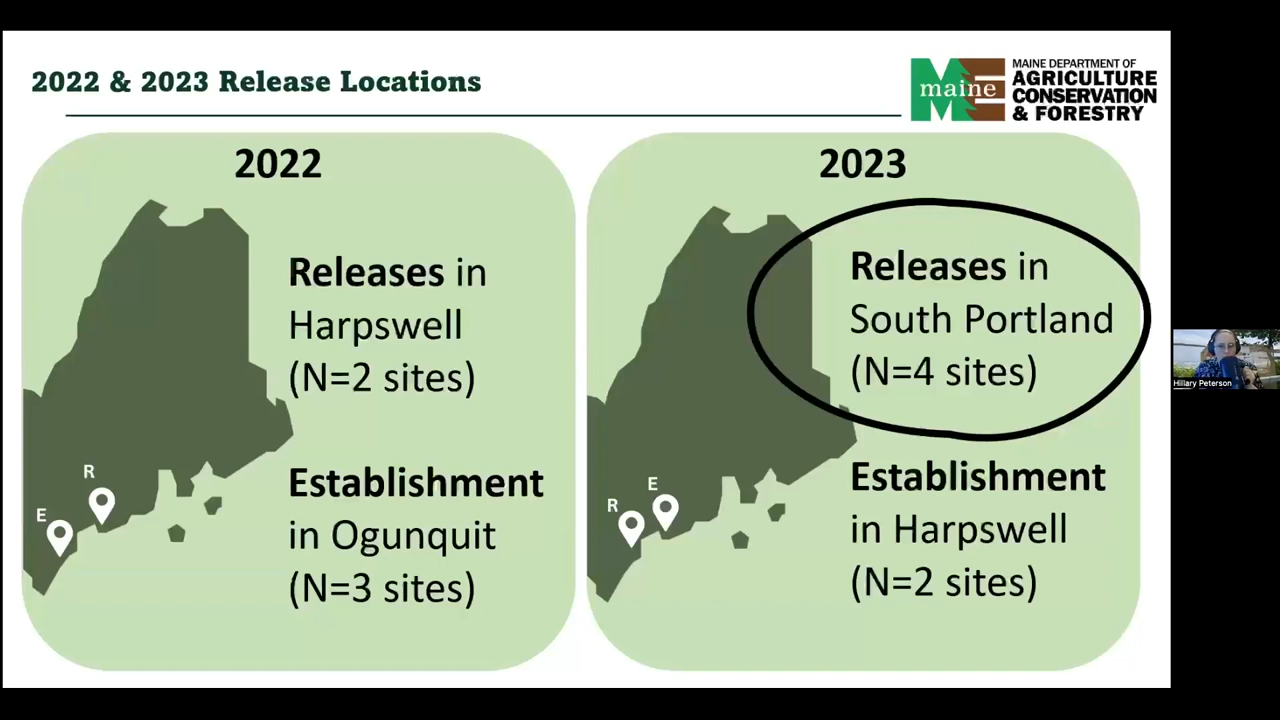 2022 & 2023 Release Locations
maine
MAINE DEPARTMENT OF
AGRICULTURE
CONSERVATION
& FORESTRY
2022
Releases in
Harpswell
(N=2 sites)
R
E
Establishment
in Ogunquit
(N=3 sites)
2023
Releases in
South Portland
(N=4 sites)
E
R
Establishment
in Harpswell
(N=2 sites)
Hillary Peterson